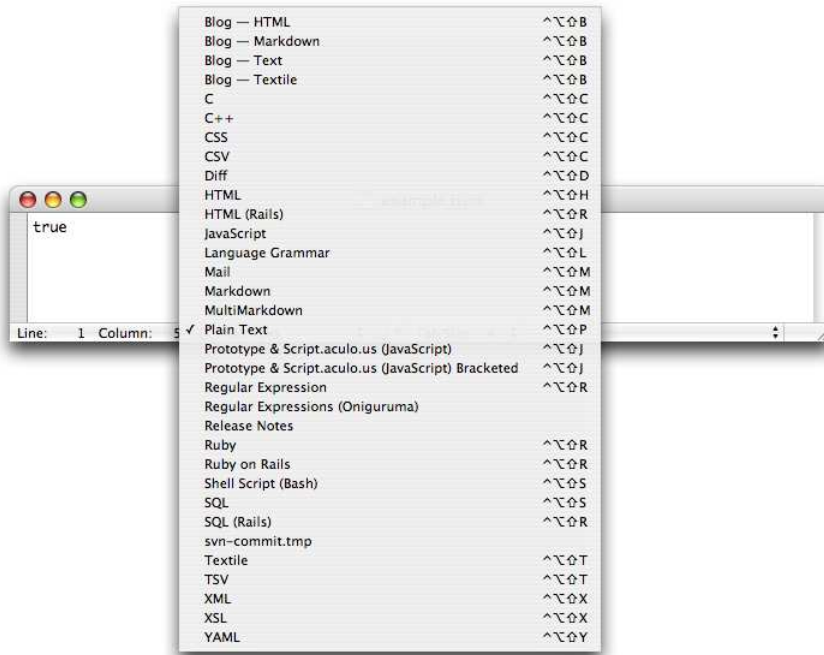 Blog — HTML ^⌥⇧B
Blog — Markdown ^⌥⇧B
Blog — Text ^⌥⇧B
Blog — Textile ^⌥⇧B
C ^⌥⇧C
C++ ^⌥⇧C
CSS ^⌥⇧C
CSV ^⌥⇧C
Diff ^⌥⇧D
HTML ^⌥⇧H
HTML (Rails) ^⌥⇧R
true
JavaScript ^⌥⇧J
Language Grammar ^⌥⇧L
Mail ^⌥⇧M
Markdown ^⌥⇧M
MultiMarkdown ^⌥⇧M
Line: 1 Column: 5 ✓ Plain Text ^⌥⇧P
Prototype & Script.aculo.us (JavaScript) ^⌥⇧J
Prototype & Script.aculo.us (JavaScript) Bracketed ^⌥⇧J
Regular Expression ^⌥⇧R
Regular Expressions (Oniguruma)
Release Notes
Ruby ^⌥⇧R
Ruby on Rails ^⌥⇧R
Shell Script (Bash) ^⌥⇧S
SQL ^⌥⇧S
SQL (Rails) ^⌥⇧R
svn-commit.tmp
Textile ^⌥⇧T
TSV ^⌥⇧T
XML ^⌥⇧X
XSL ^⌥⇧X
YAML ^⌥⇧Y